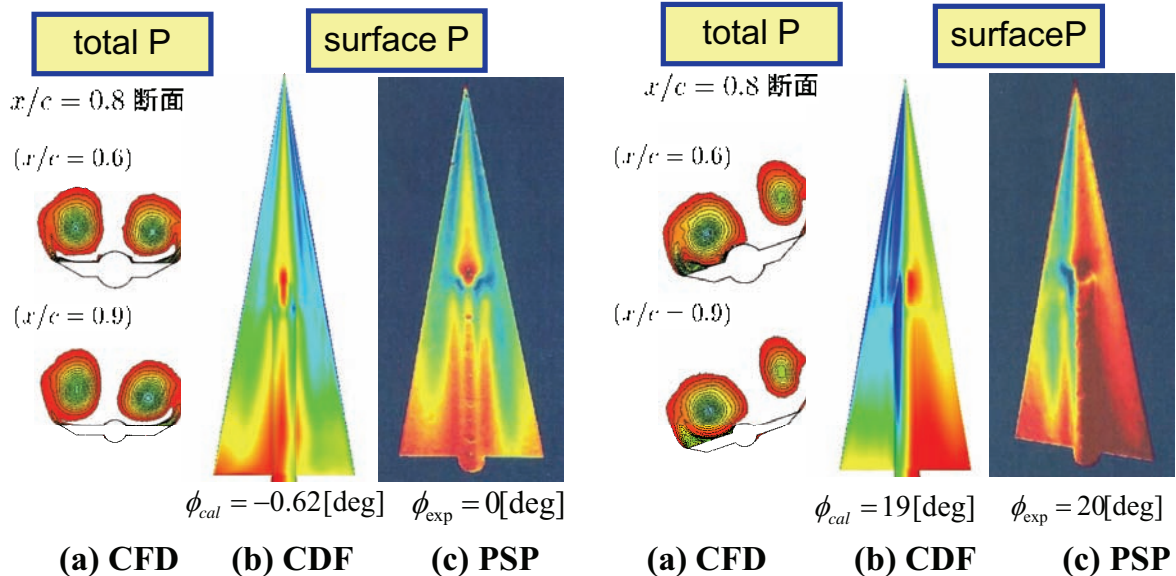 total P
surface P
x/c = 0.8 断面
(x/c = 0.6)
(x/c = 0.9)
ϕcal = −0.62[deg]
ϕexp = 0[deg]
(a) CFD
(b) CDF
(c) PSP
total P
surfaceP
x/c = 0.8 断面
(x/c = 0.6)
(x/c = 0.9)
ϕcal = 19[deg]
ϕexp = 20[deg]
(a) CFD
(b) CDF
(c) PSP